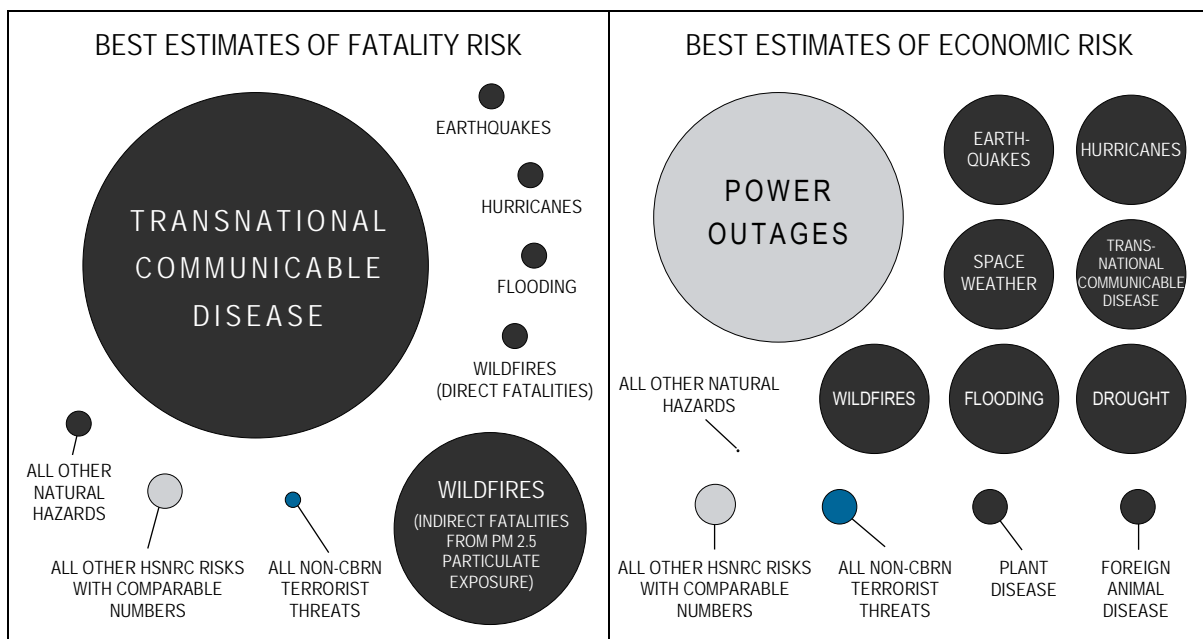 BEST ESTIMATES OF FATALITY RISK
TRANSNATIONAL
COMMUNICABLE
DISEASE
EARTHQUAKES
HURRICANES
FLOODING
WILDFIRES
(DIRECT FATALITIES)
ALL OTHER
NATURAL
HAZARDS
ALL OTHER HSNRC RISKS
WITH COMPARABLE
NUMBERS
ALL NON-CBRN
TERRORIST
THREATS
WILDFIRES
(INDIRECT FATALITIES
FROM PM 2.5
PARTICULATE
EXPOSURE)
BEST ESTIMATES OF ECONOMIC RISK
POWER
OUTAGES
EARTH-
QUAKES
HURRICANES
SPACE
WEATHER
TRANS-
NATIONAL
COMMUNICABLE
DISEASE
ALL OTHER NATURAL
HAZARDS
WILDFIRES
FLOODING
DROUGHT
ALL OTHER HSNRC RISKS
WITH COMPARABLE
NUMBERS
ALL NON-CBRN
TERRORIST
THREATS
PLANT
DISEASE
FOREIGN
ANIMAL
DISEASE